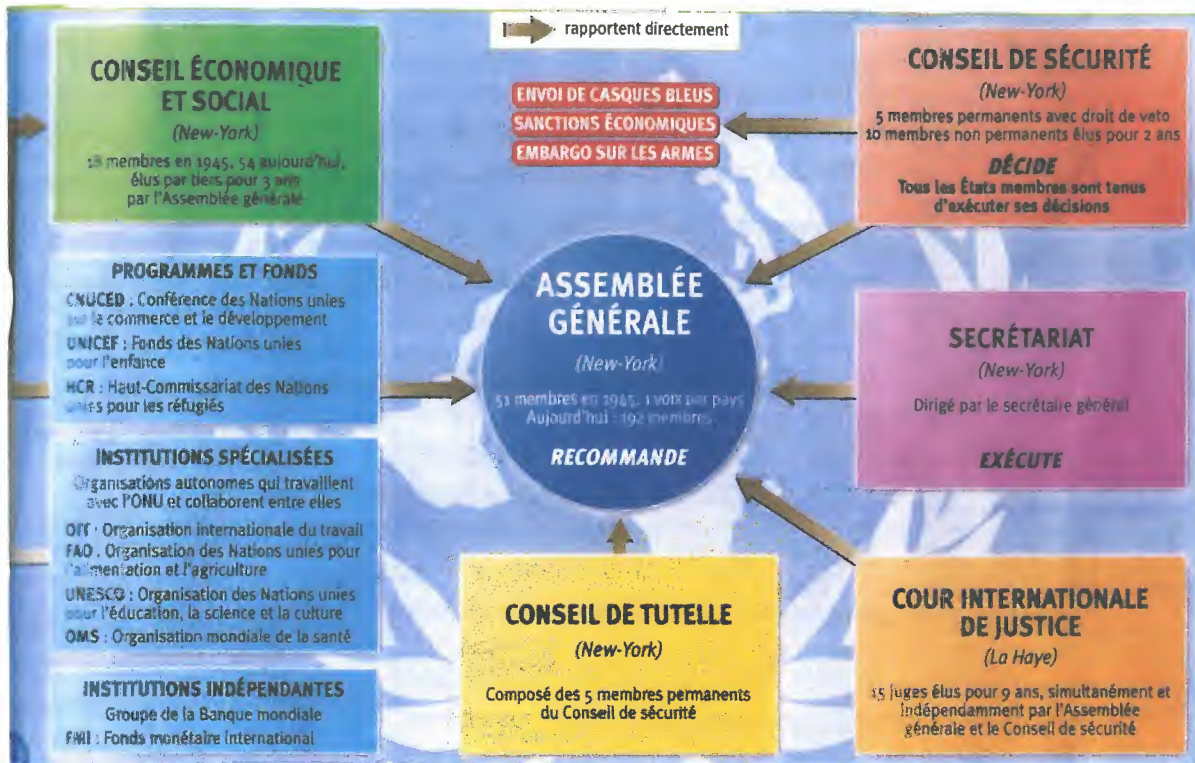 rapportent directement
CONSEIL ÉCONOMIQUE
ET SOCIAL
(New-York)
18 membres en 1945, 54 aujourd'hui,
élus par tiers pour 3 ans
par l'Assemblée générale
ENVOI DE CASQUES BLEUS
SANCTIONS ÉCONOMIQUES
EMBARGO SUR LES ARMES
CONSEIL DE SÉCURITÉ
(New-York)
5 membres permanents avec droit de veto
10 membres non permanents élus pour 2 ans
DÉCIDE
Tous les États membres sont tenus
d'exécuter ses décisions
PROGRAMMES ET FONDS
CNUCED : Conférence des Nations unies
sur le commerce et le développement
UNICEF : Fonds des Nations unies
pour l'enfance
HCR : Haut-Commissariat des Nations
unies pour les réfugiés
ASSEMBLÉE
GÉNÉRALE
(New-York)
51 membres en 1945, 1 voix par pays
Aujourd'hui : 192 membres
RECOMMANDE
SECRÉTARIAT
(New-York)
Dirigé par le secrétaire général
EXÉCUTE
INSTITUTIONS SPÉCIALISÉES
Organisations autonomes qui travaillent
avec l'ONU et collaborent entre elles
OIT : Organisation internationale du travail
FAO : Organisation des Nations unies pour
l'alimentation et l'agriculture
UNESCO : Organisation des Nations unies
pour l'éducation, la science et la culture
OMS : Organisation mondiale de la santé
INSTITUTIONS INDÉPENDANTES
Groupe de la Banque mondiale
FMI : Fonds monétaire international
CONSEIL DE TUTELLE
(New-York)
Composé des 5 membres permanents
du Conseil de sécurité
COUR INTERNATIONALE
DE JUSTICE
(La Haye)
15 juges élus pour 9 ans, simultanément et
indépendamment par l'Assemblée
générale et le Conseil de sécurité